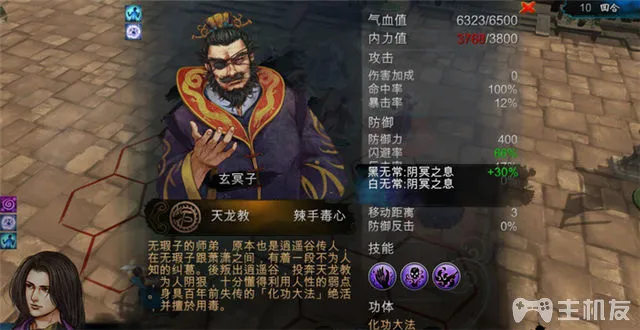 10 回合
气血值 6323/6500
内力值 3788/3800
攻击
伤害加成 0
命中率 100%
暴击率 12%
防御
防御力 400
闪避率 66%
黑无常:阴冥之息 +30%
白无常:阴冥之息
移动距离 3
防御反击 0%
技能
功体
化功大法
玄冥子
天龙教 辣手毒心
无瑕子的师弟，原本也是逍遥谷传人
在无瑕子跟萧潇之间，有着一段不为人
知的纠葛。後叛出逍遥谷，投奔天龙教
，为人阴狠，十分懂得利用人性的弱点
。身具百年前失传的「化功大法」绝活
，并擅於用毒。
主机友